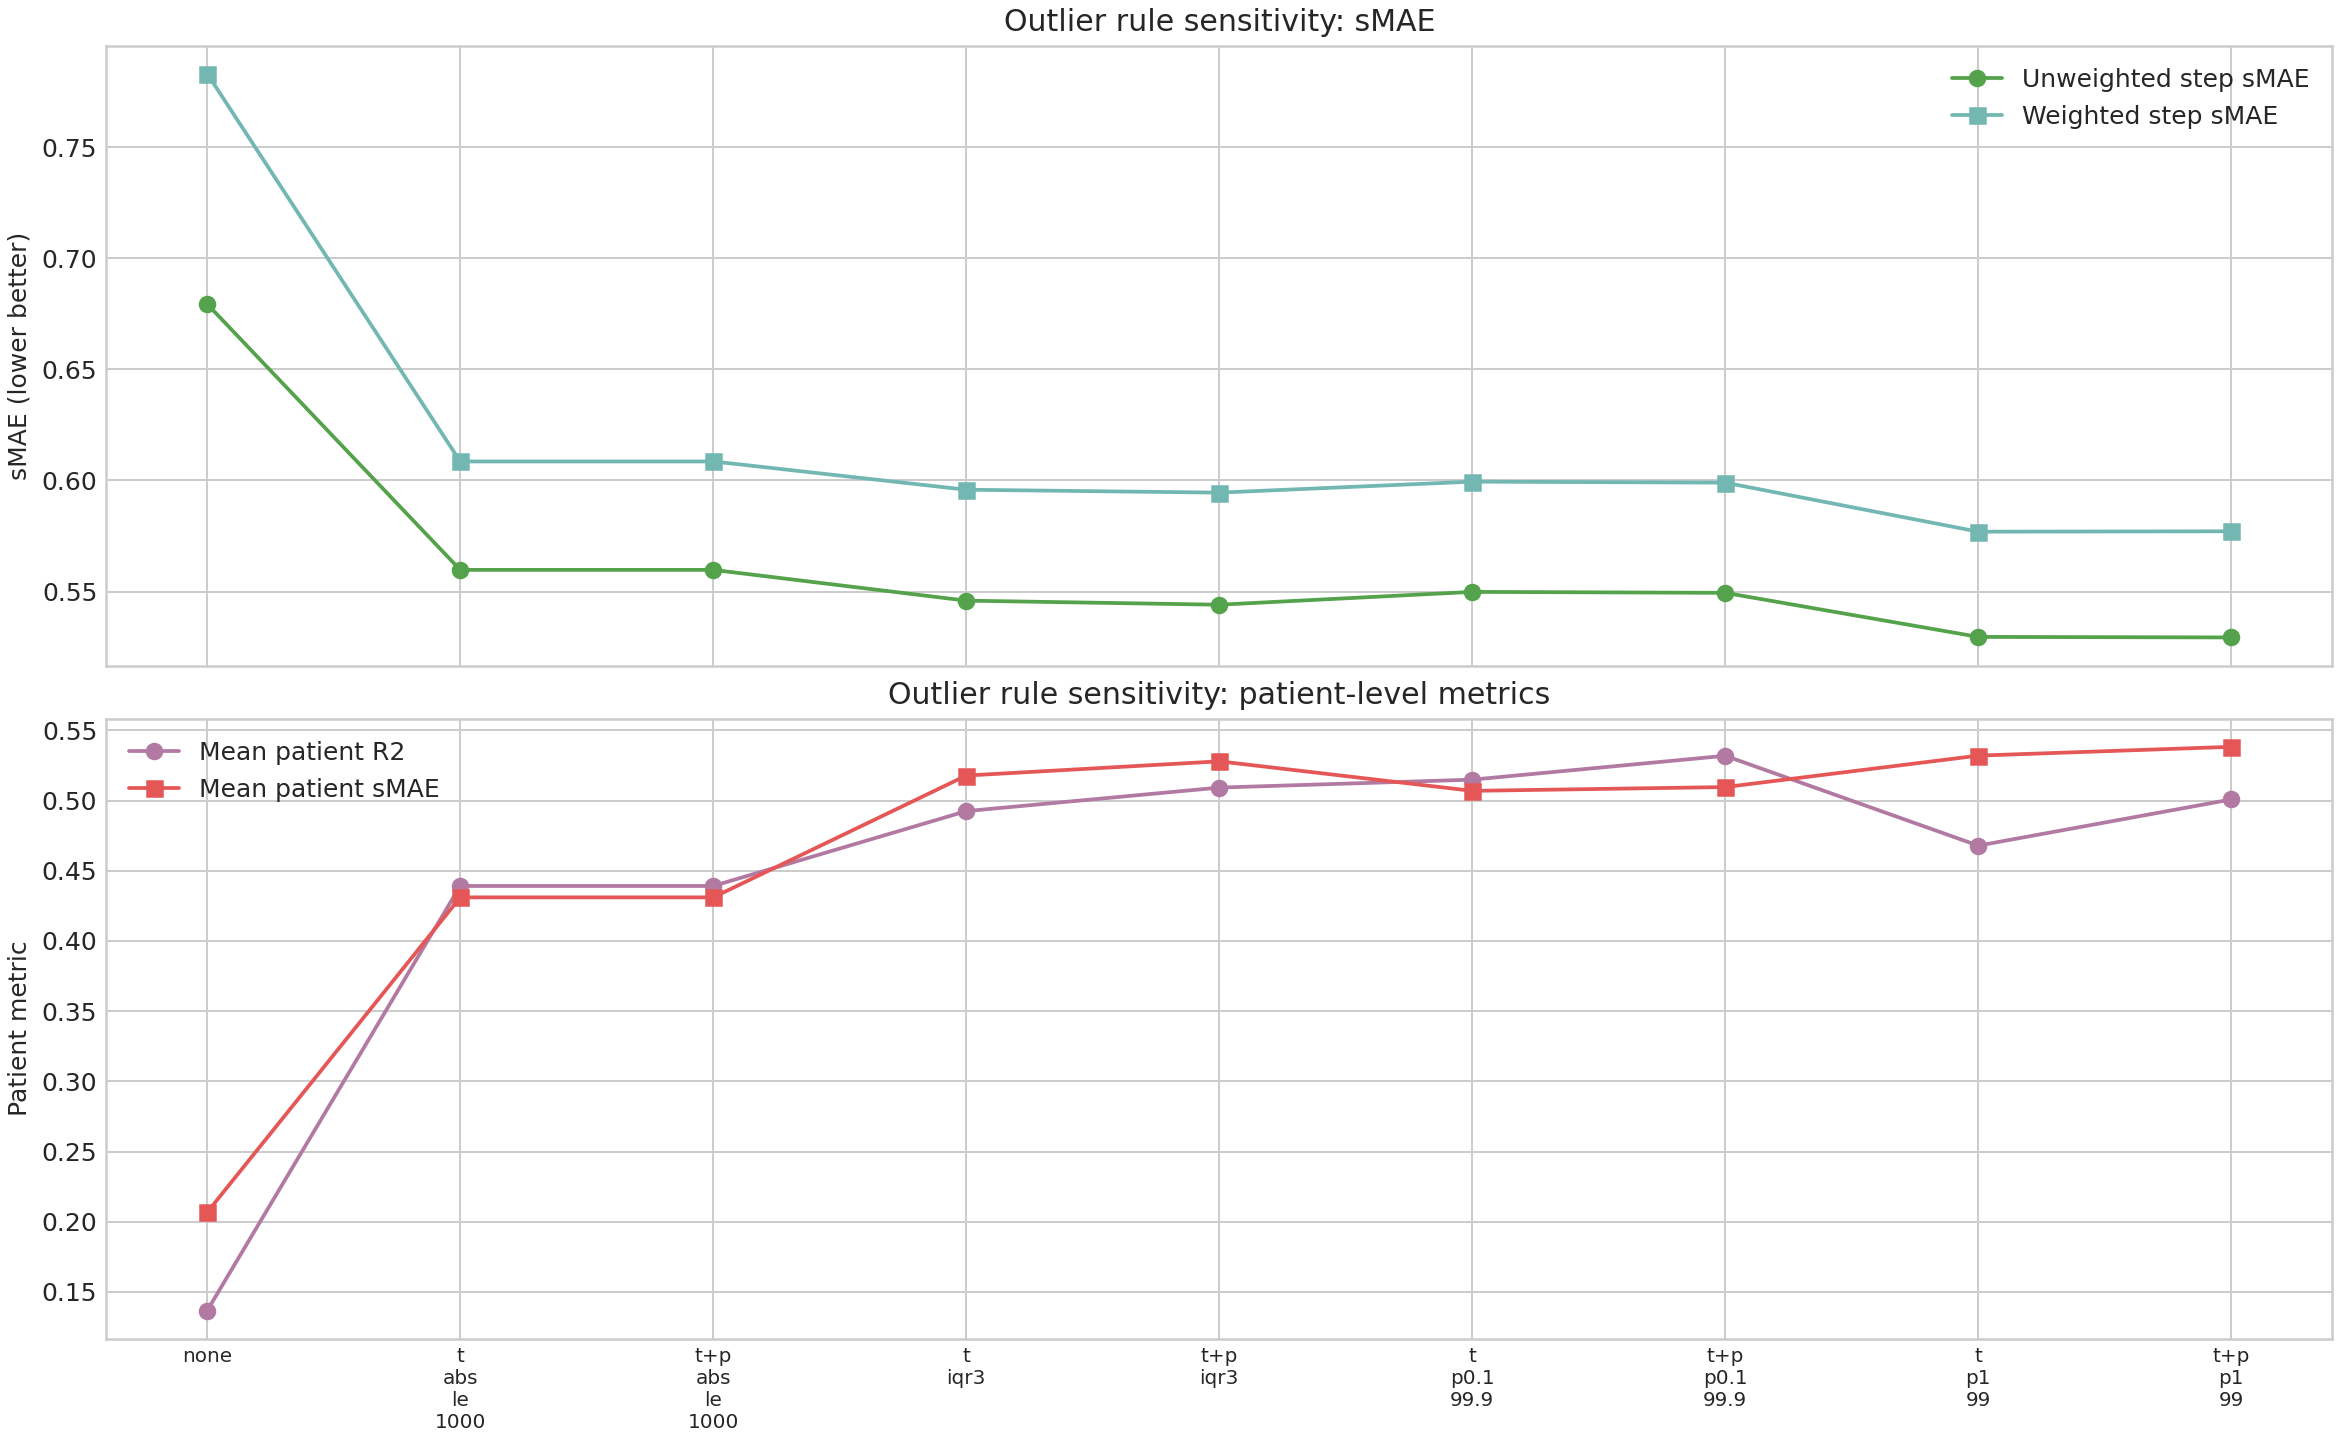 Outlier rule sensitivity: sMAE
Unweighted step sMAE
Weighted step sMAE
sMAE (lower better)
0.75
0.70
0.65
0.60
0.55
Outlier rule sensitivity: patient-level metrics
Mean patient R2
Mean patient sMAE
Patient metric
0.55
0.50
0.45
0.40
0.35
0.30
0.25
0.20
0.15
none
t
abs
le
1000
t+p
abs
le
1000
t
iqr3
t+p
iqr3
t
p0.1
99.9
t+p
p0.1
99.9
t
p1
99
t+p
p1
99